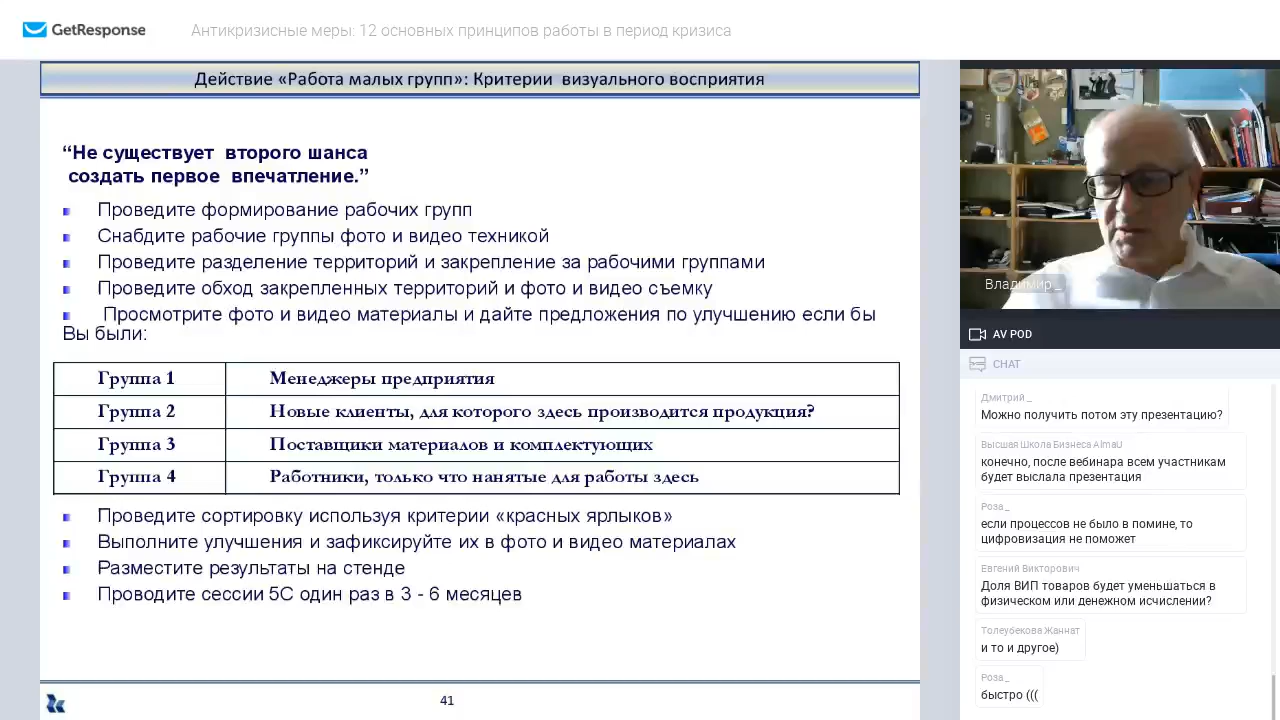 GetResponse
Антикризисные меры: 12 основных принципов работы в период кризиса
Действие «Работа малых групп»: Критерии визуального восприятия
“Не существует второго шанса
создать первое впечатление.”
Проведите формирование рабочих групп
Снабдите рабочие группы фото и видео техникой
Проведите разделение территорий и закрепление за рабочими группами
Проведите обход закрепленных территорий и фото и видео съемку
Просмотрите фото и видео материалы и дайте предложения по улучшению если бы
Вы были:
Группа 1 Менеджеры предприятия
Группа 2 Новые клиенты, для которого здесь производится продукция?
Группа 3 Поставщики материалов и комплектующих
Группа 4 Работники, только что нанятые для работы здесь
Проведите сортировку используя критерии «красных ярлыков»
Выполните улучшения и зафиксируйте их в фото и видео материалах
Разместите результаты на стенде
Проводите сессии 5С один раз в 3 - 6 месяцев
41
Владимир _
AV POD
CHAT
Дмитрий _
Можно получить потом эту презентацию?
Высшая Школа Бизнеса AlmaU
конечно, после вебинара всем участникам
будет выслала презентация
Роза _
если процессов не было в помине, то
цифровизация не поможет
Евгений Викторович
Доля ВИП товаров будет уменьшаться в
физическом или денежном исчислении?
Толеубекова Жаннат
и то и другое)
Роза _
быстро (((